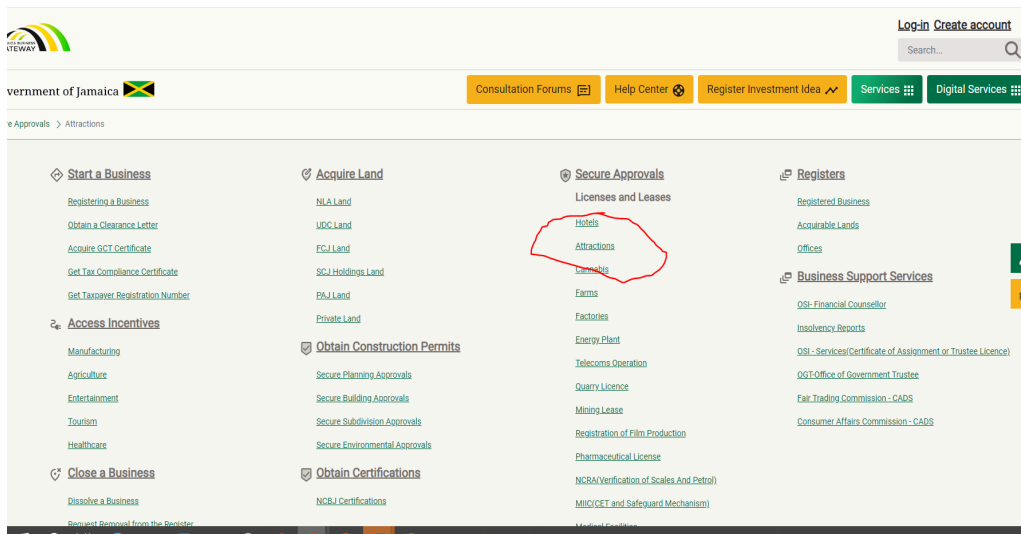 Log-in Create account
Search...
vernment of Jamaica
Consultation Forums
Help Center
Register Investment Idea
Services
Digital Services
Approvals > Attractions
Start a Business
Registering a Business
Obtain a Clearance Letter
Acquire GCT Certificate
Get Tax Compliance Certificate
Get Taxpayer Registration Number
Access Incentives
Manufacturing
Agriculture
Entertainment
Tourism
Healthcare
Close a Business
Dissolve a Business
Request Removal from the Register
Acquire Land
NLA Land
UDC Land
FCJ Land
SCJ Holdings Land
PAJ Land
Private Land
Obtain Construction Permits
Secure Planning Approvals
Secure Building Approvals
Secure Subdivision Approvals
Secure Environmental Approvals
Obtain Certifications
NCBJ Certifications
Secure Approvals
Licenses and Leases
Hotels
Attractions
Cannabis
Farms
Factories
Energy Plant
Telecoms Operation
Quarry Licence
Mining Lease
Registration of Film Production
Pharmaceutical License
NCRA(Verification of Scales And Petrol)
MIIC(CET and Safeguard Mechanism)
Medical Facilities
Registers
Registered Business
Acquirable Lands
Offices
Business Support Services
OSI- Financial Counsellor
Insolvency Reports
OSI - Services(Certificate of Assignment or Trustee Licence)
OGT-Office of Government Trustee
Fair Trading Commission - CADS
Consumer Affairs Commission - CADS